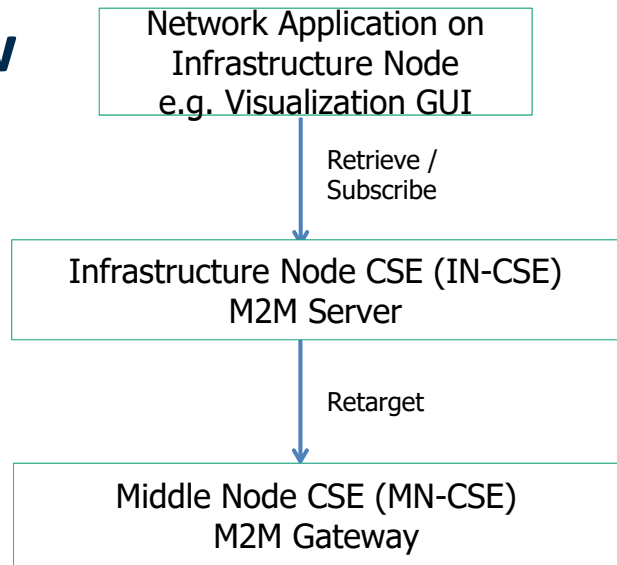 Network Application on
Infrastructure Node
e.g. Visualization GUI
Retrieve /
Subscribe
Infrastructure Node CSE (IN-CSE)
M2M Server
Retarget
Middle Node CSE (MN-CSE)
M2M Gateway